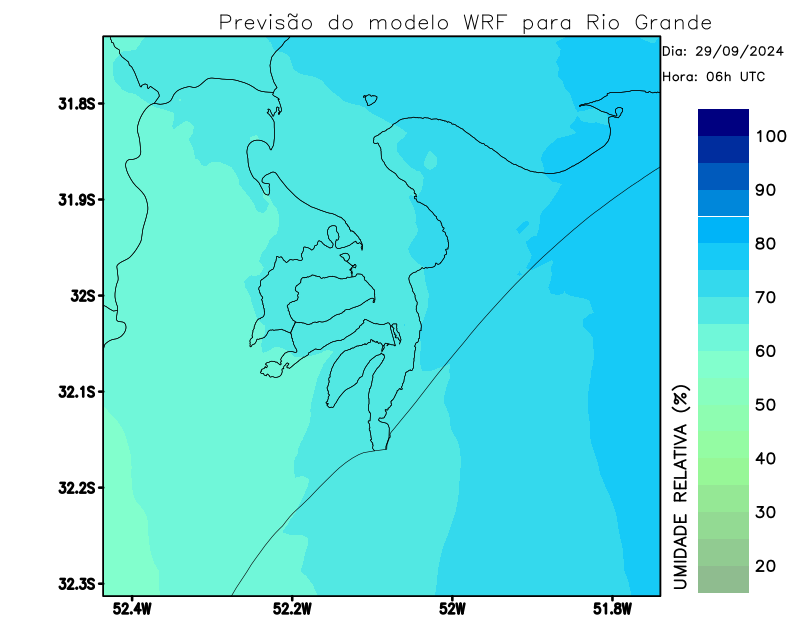 Previsão do modelo WRF para Rio Grande
Dia: 29/09/2024
Hora: 06h UTC
31.8S
31.9S
32S
32.1S
32.2S
32.3S
52.4W
52.2W
52W
51.8W
UMIDADE RELATIVA (%)
100
90
80
70
60
50
40
30
20